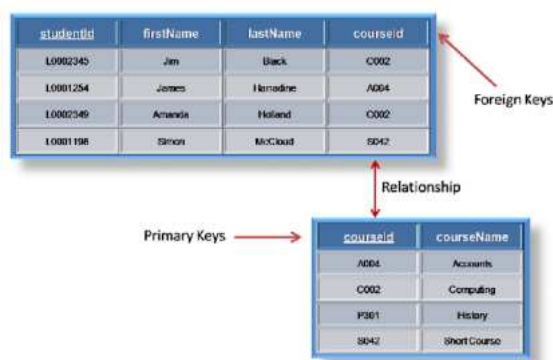 studentId firstName lastName courseId
L0002345 Jim Black C002
L0001254 James Harradine A004
L0002349 Amanda Holland C002
L0001198 Simon McCloud S042
Foreign Keys
Relationship
Primary Keys
courseId courseName
A004 Accounts
C002 Computing
P301 History
S042 Short Course